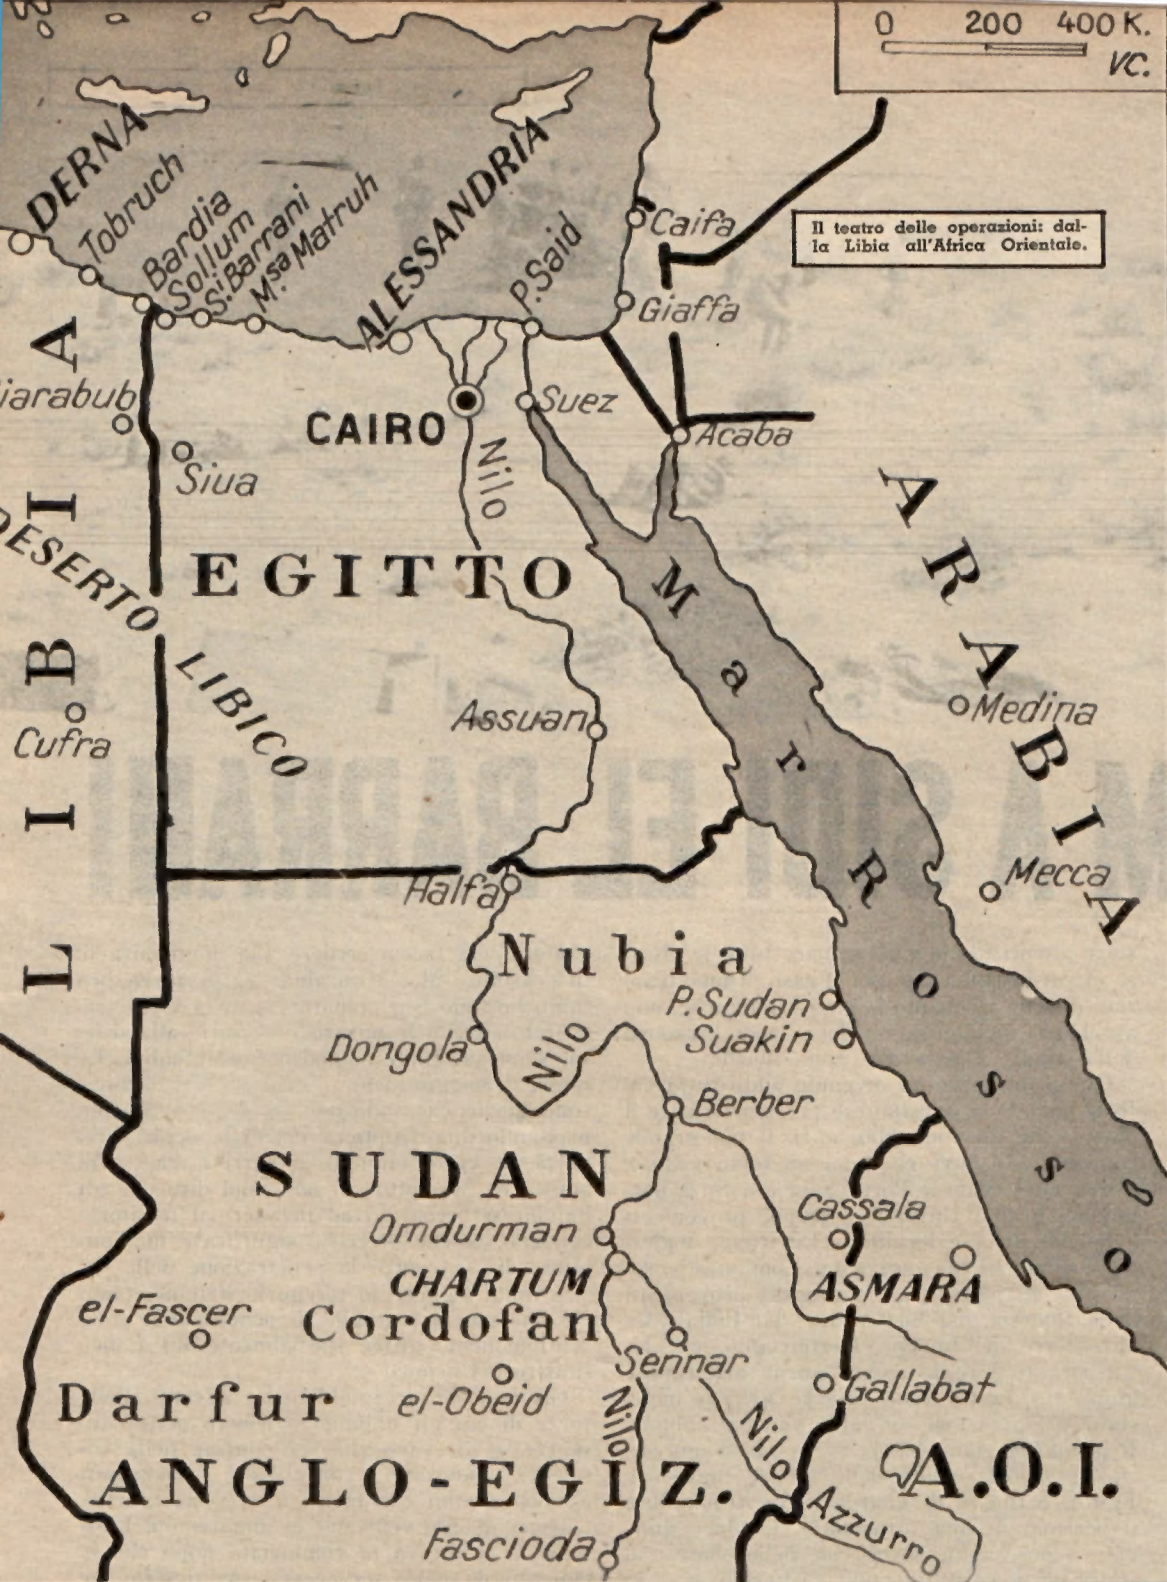 0 200 400 K.
VC.
Il teatro delle operazioni: dal-
la Libia all'Africa Orientale.
DERNA
Tobruch
Bardia
Sollum
S.Barrani
M.sa Matruh
ALESSANDRIA
P.Said
Caifa
Giaffa
iarabub
CAIRO
Suez
Acaba
Siua
Nilo
LIBIA
DESERTO
LIBICO
EGITTO
Mar Rosso
ARABIA
Medina
Assuan
Cufra
Mecca
Halfa
Nubia
P.Sudan
Suakin
Dongola
Nilo
Berber
SUDAN
Cassala
Omdurman
CHARTUM
ASMARA
el-Fascer
Cordofan
Sennar
Darfur
el-Obeid
Nilo
Gallabat
Nilo
Azzurro
ANGLO-EGIZ.
A.O.I.
Fascioda